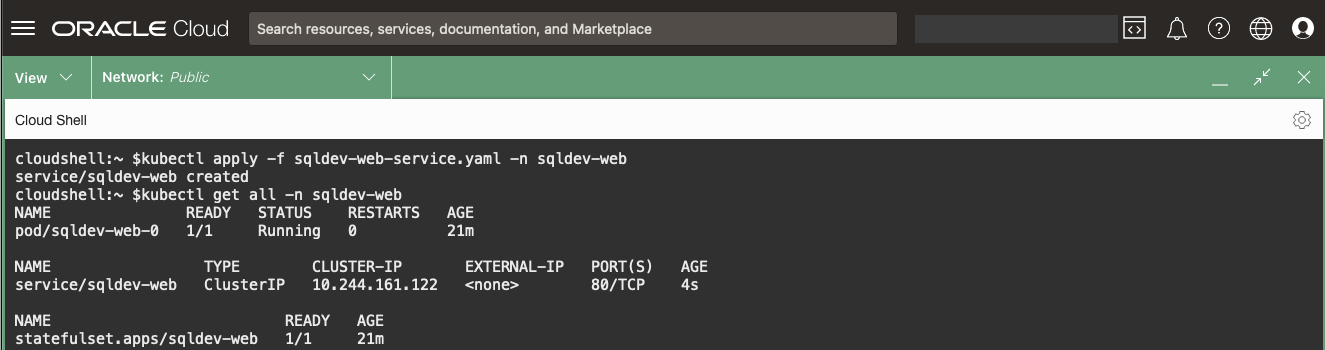 ORACLE Cloud
Search resources, services, documentation, and Marketplace
View
Network: Public
Cloud Shell
cloudshell:~ $kubectl apply -f sqldev-web-service.yaml -n sqldev-web
service/sqldev-web created
cloudshell:~ $kubectl get all -n sqldev-web
NAME READY STATUS RESTARTS AGE
pod/sqldev-web-0 1/1 Running 0 21m
NAME TYPE CLUSTER-IP EXTERNAL-IP PORT(S) AGE
service/sqldev-web ClusterIP 10.244.161.122 <none> 80/TCP 4s
NAME READY AGE
statefulset.apps/sqldev-web 1/1 21m